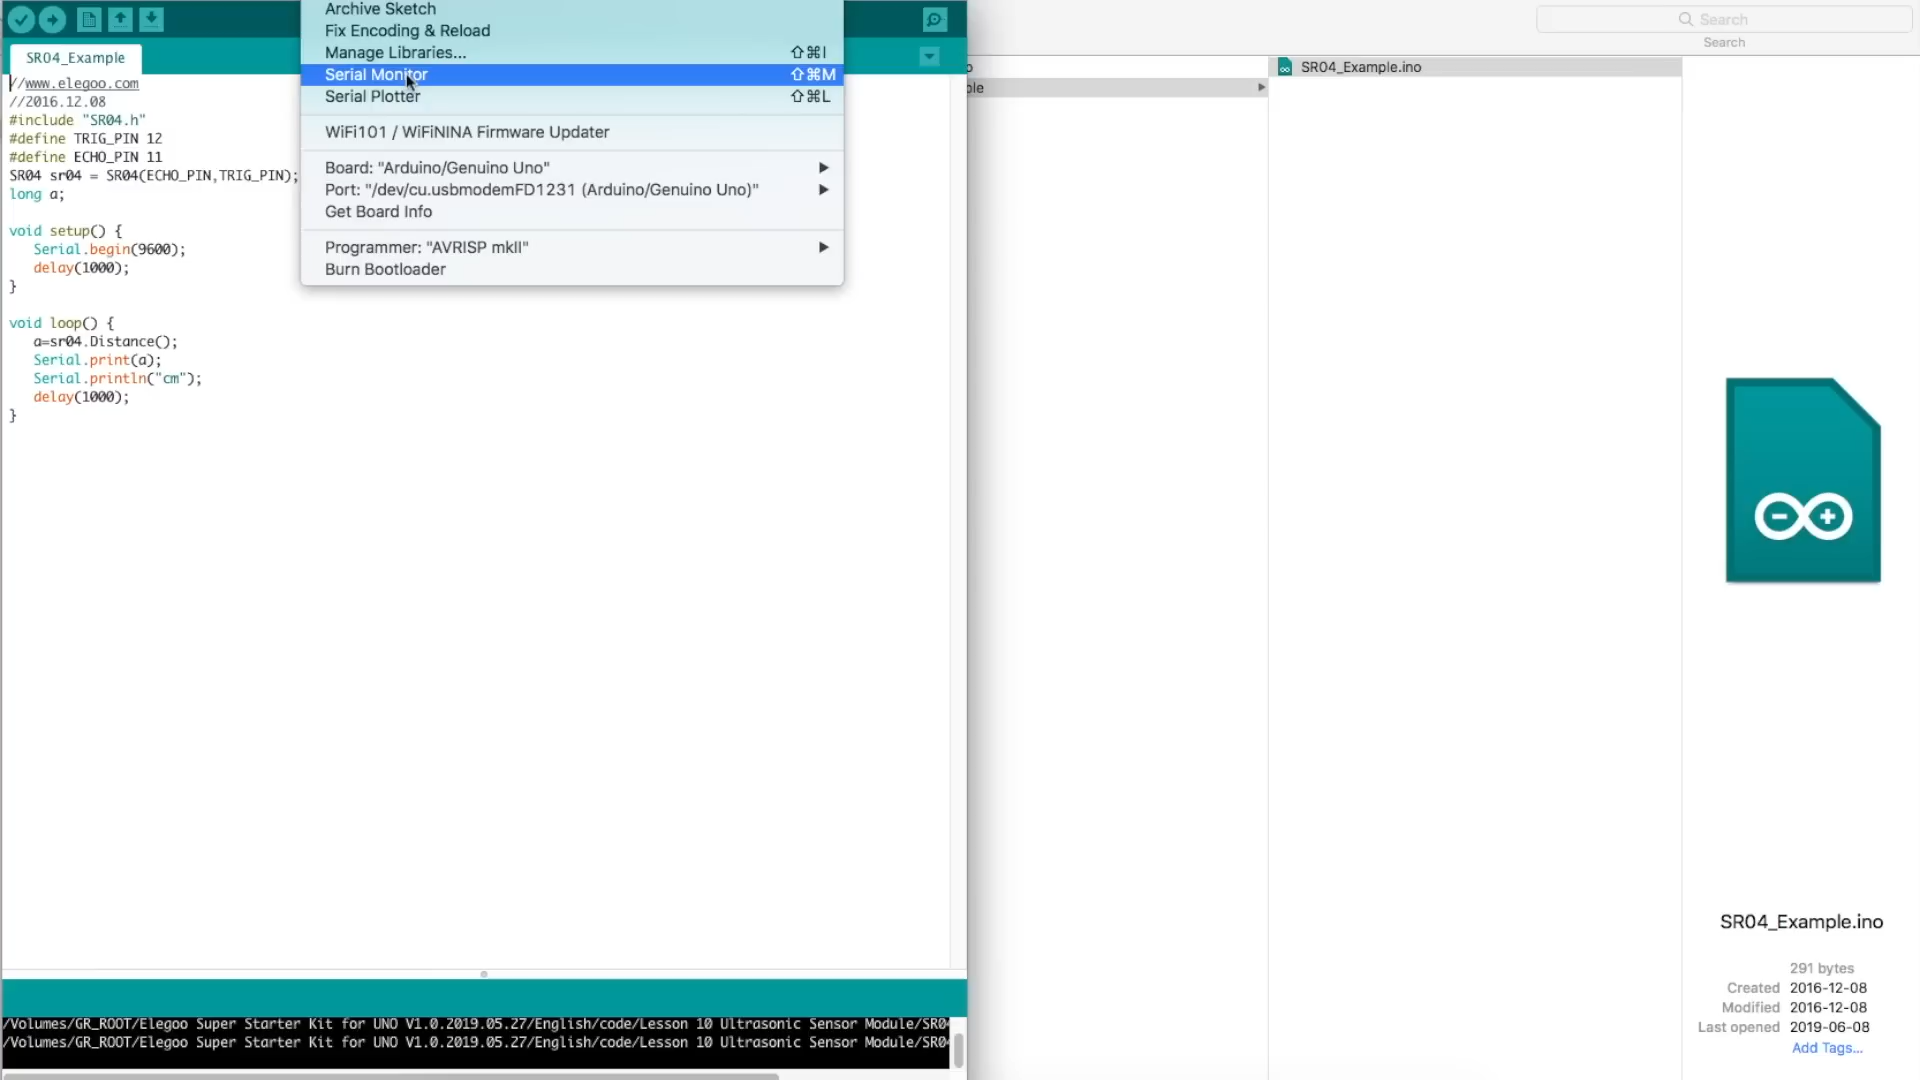 Archive Sketch
Fix Encoding & Reload
Manage Libraries... ⇧⌘I
Serial Monitor ⇧⌘M
Serial Plotter ⇧⌘L
WiFi101 / WiFiNINA Firmware Updater
Board: "Arduino/Genuino Uno"
Port: "/dev/cu.usbmodemFD1231 (Arduino/Genuino Uno)"
Get Board Info
Programmer: "AVRISP mkII"
Burn Bootloader
SR04_Example
//www.elegoo.com
//2016.12.08
#include "SR04.h"
#define TRIG_PIN 12
#define ECHO_PIN 11
SR04 sr04 = SR04(ECHO_PIN,TRIG_PIN);
long a;
void setup() {
Serial.begin(9600);
delay(1000);
}
void loop() {
a=sr04.Distance();
Serial.print(a);
Serial.println("cm");
delay(1000);
}
/Volumes/GR_ROOT/Elegoo Super Starter Kit for UNO V1.0.2019.05.27/English/code/Lesson 10 Ultrasonic Sensor Module/SR04
/Volumes/GR_ROOT/Elegoo Super Starter Kit for UNO V1.0.2019.05.27/English/code/Lesson 10 Ultrasonic Sensor Module/SR04
Search
Search
SR04_Example.ino
SR04_Example.ino
291 bytes
Created 2016-12-08
Modified 2016-12-08
Last opened 2019-06-08
Add Tags...